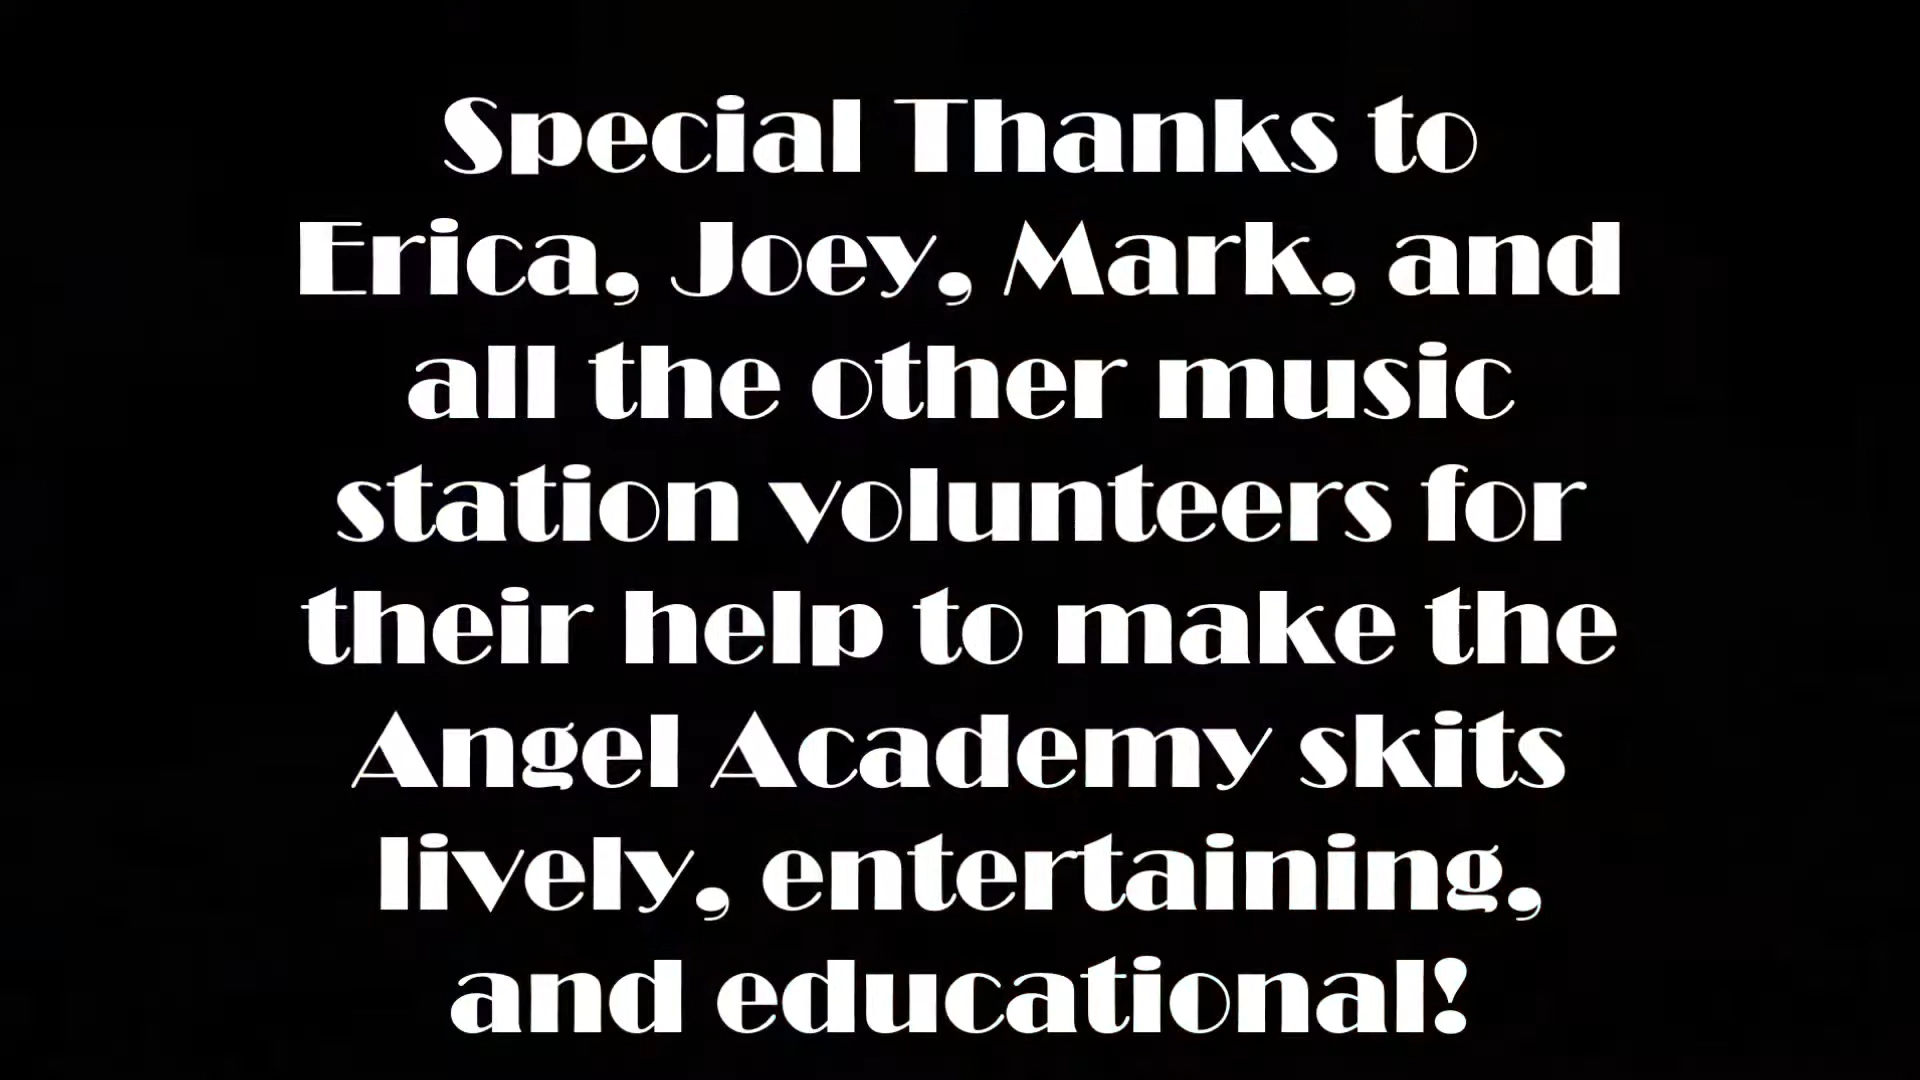 Special Thanks to
Erica, Joey, Mark, and
all the other music
station volunteers for
their help to make the
Angel Academy skits
lively, entertaining,
and educational!